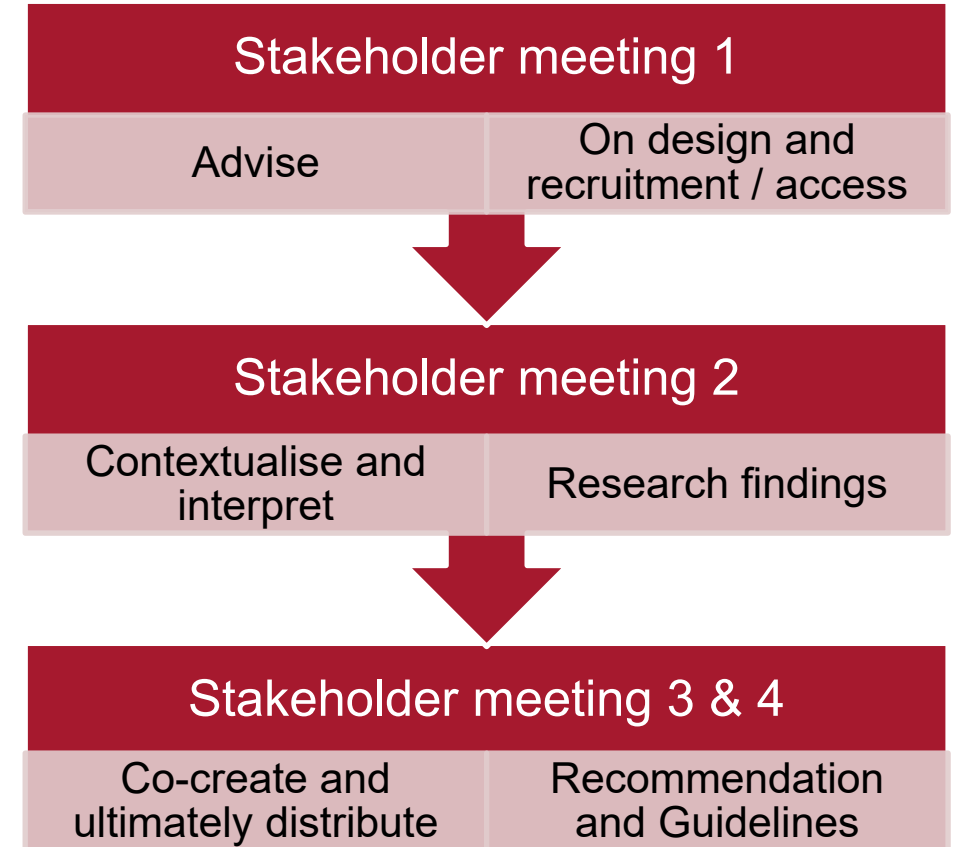 Stakeholder meeting 1
Advise
On design and
recruitment / access
Stakeholder meeting 2
Contextualise and
interpret
Research findings
Stakeholder meeting 3 & 4
Co-create and
ultimately distribute
Recommendation
and Guidelines